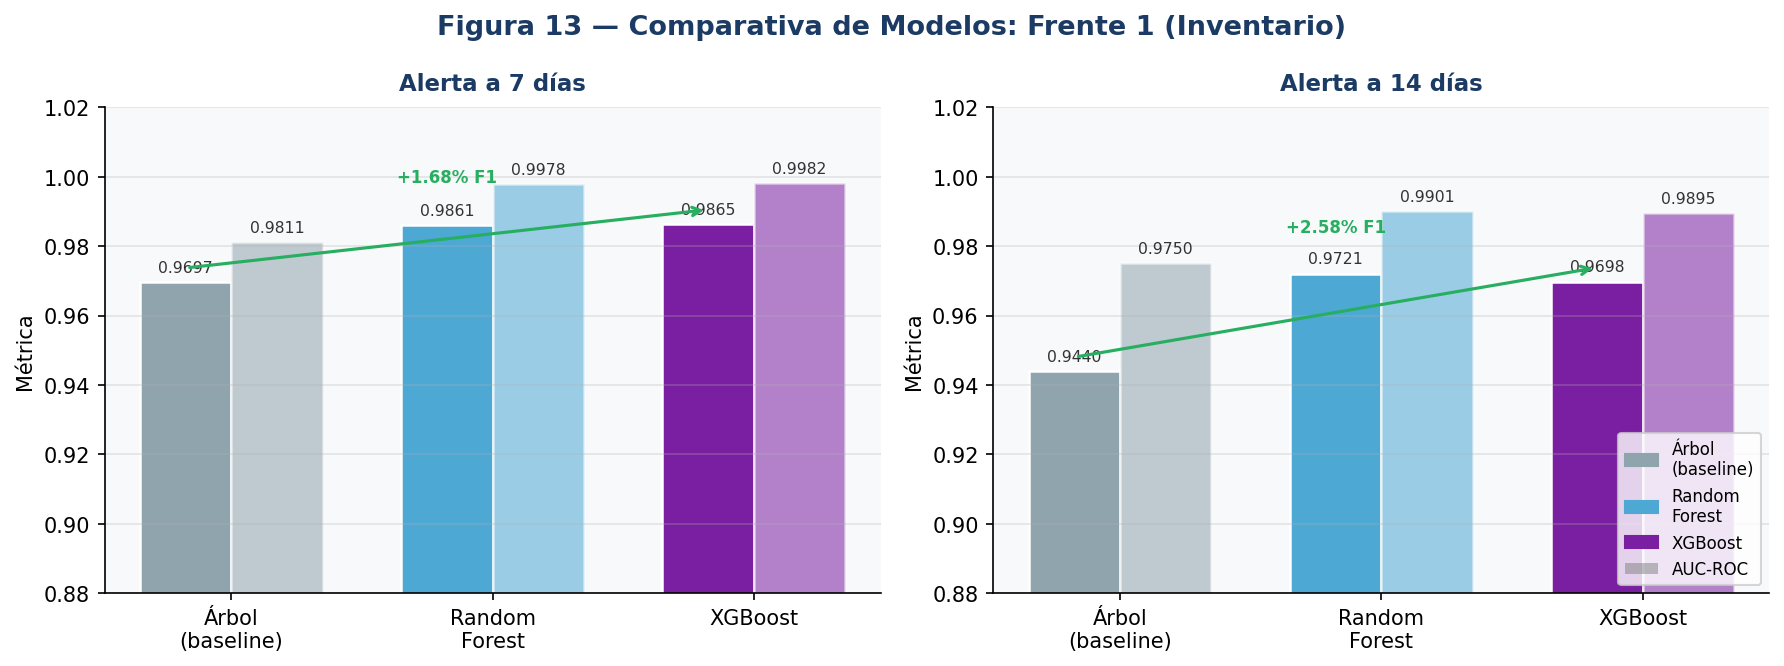 Figura 13 — Comparativa de Modelos: Frente 1 (Inventario)
Alerta a 7 días
Métrica
1.02
1.00
0.98
0.96
0.94
0.92
0.90
0.88
0.9697
0.9811
+1.68% F1
0.9861
0.9978
0.9865
0.9982
Árbol
(baseline)
Random
Forest
XGBoost
Alerta a 14 días
Métrica
1.02
1.00
0.98
0.96
0.94
0.92
0.90
0.88
0.9440
0.9750
+2.58% F1
0.9721
0.9901
0.9698
0.9895
Árbol
(baseline)
Random
Forest
XGBoost
AUC-ROC
Árbol
(baseline)
Random
Forest
XGBoost